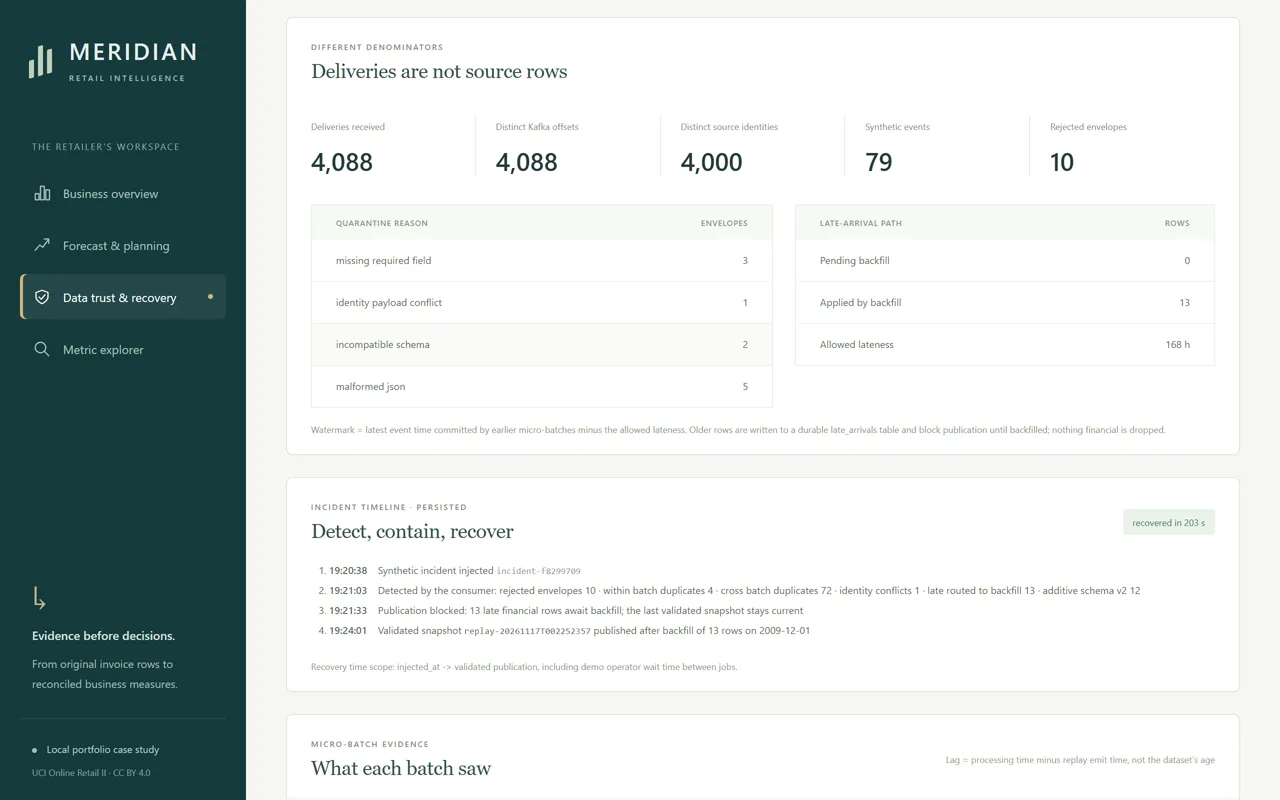 MERIDIAN
RETAIL INTELLIGENCE
THE RETAILER'S WORKSPACE
Business overview
Forecast & planning
Data trust & recovery
Metric explorer
Evidence before decisions.
From original invoice rows to
reconciled business measures.
Local portfolio case study
UCI Online Retail II · CC BY 4.0
DIFFERENT DENOMINATORS
Deliveries are not source rows
Deliveries received
4,088
Distinct Kafka offsets
4,088
Distinct source identities
4,000
Synthetic events
79
Rejected envelopes
10
QUARANTINE REASON ENVELOPES
missing required field 3
identity payload conflict 1
incompatible schema 2
malformed json 5
LATE-ARRIVAL PATH ROWS
Pending backfill 0
Applied by backfill 13
Allowed lateness 168 h
Watermark = latest event time committed by earlier micro-batches minus the allowed lateness. Older rows are written to a durable late_arrivals table and block publication until backfilled; nothing financial is dropped.
INCIDENT TIMELINE · PERSISTED
Detect, contain, recover
recovered in 203 s
1. 19:20:38 Synthetic incident injected incident-f8299709
2. 19:21:03 Detected by the consumer: rejected envelopes 10 · within batch duplicates 4 · cross batch duplicates 72 · identity conflicts 1 · late routed to backfill 13 · additive schema v2 12
3. 19:21:33 Publication blocked: 13 late financial rows await backfill; the last validated snapshot stays current
4. 19:24:01 Validated snapshot replay-20261117T002252357 published after backfill of 13 rows on 2009-12-01
Recovery time scope: injected_at -> validated publication, including demo operator wait time between jobs.
MICRO-BATCH EVIDENCE
What each batch saw
Lag = processing time minus replay emit time, not the dataset's age